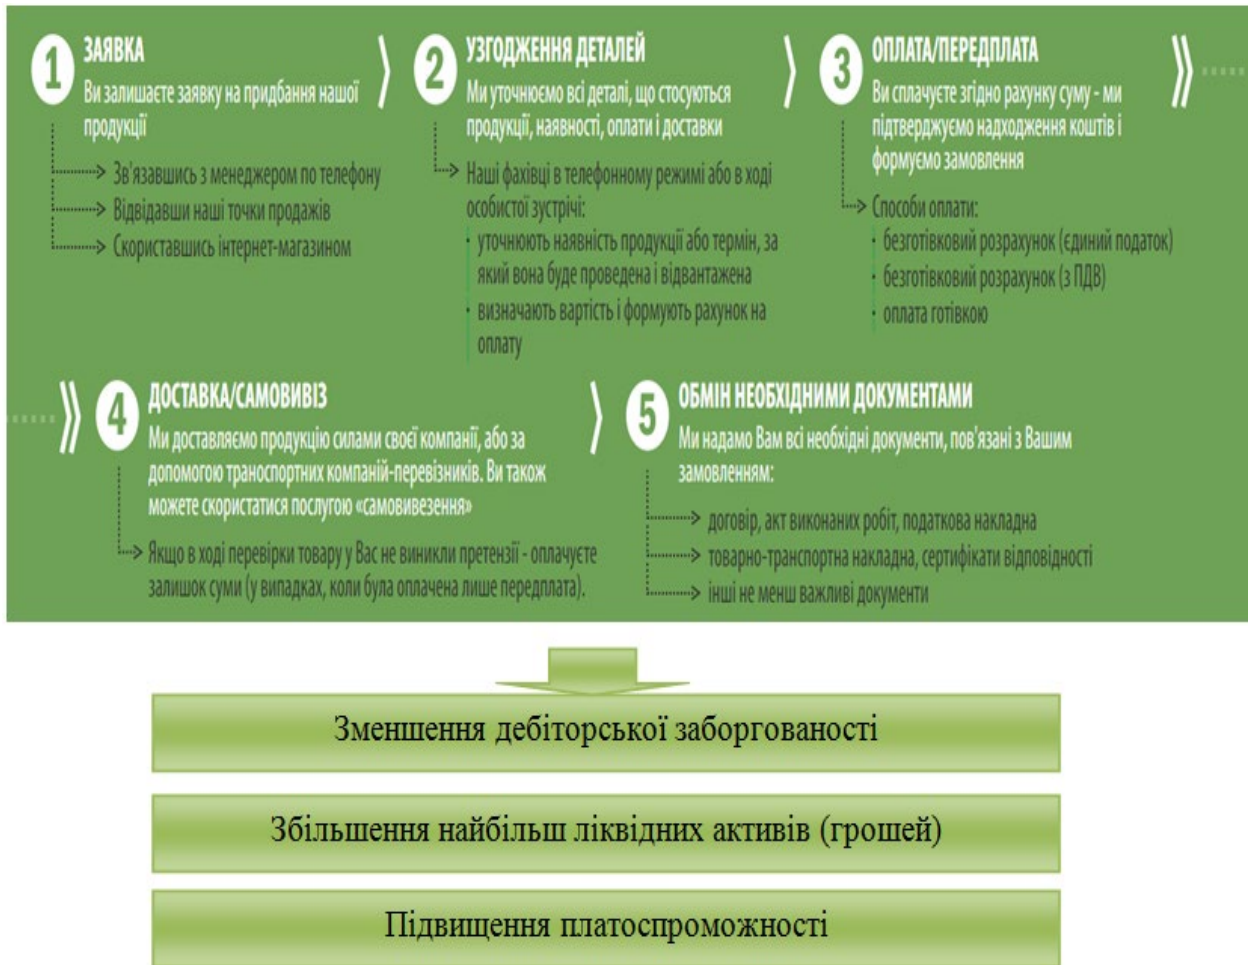 1 ЗАЯВКА
Ви залишаєте заявку на придбання нашої
продукції
Зв'язавшись з менеджером по телефону
Відвідавши наші точки продажів
Скориставшись інтернет-магазином
2 УЗГОДЖЕННЯ ДЕТАЛЕЙ
Ми уточнюємо всі деталі, що стосуються
продукції, наявності, оплати і доставки
Наші фахівці в телефонному режимі або в ході
особистої зустрічі:
· уточнюють наявність продукції або термін, за
який вона буде проведена і відвантажена
· визначають вартість і формують рахунок на
оплату
3 ОПЛАТА/ПЕРЕДПЛАТА
Ви сплачуєте згідно рахунку суму - ми
підтверджуємо надходження коштів і
формуємо замовлення
Способи оплати:
· безготівковий розрахунок (єдиний податок)
· безготівковий розрахунок (з ПДВ)
· оплата готівкою
4 ДОСТАВКА/САМОВИВІЗ
Ми доставляємо продукцію силами своєї компанії, або за
допомогою траноспортних компаній-перевізників. Ви також
можете скористатися послугою «самовивезення»
Якщо в ході перевірки товару у Вас не виникли претензії - оплачуєте
залишок суми (у випадках, коли була оплачена лише передплата).
5 ОБМІН НЕОБХІДНИМИ ДОКУМЕНТАМИ
Ми надамо Вам всі необхідні документи, пов'язані з Вашим
замовленням:
договір, акт виконаних робіт, податкова накладна
товарно-транспортна накладна, сертифікати відповідності
інші не менш важливі документи
Зменшення дебіторської заборгованості
Збільшення найбільш ліквідних активів (грошей)
Підвищення платоспроможності